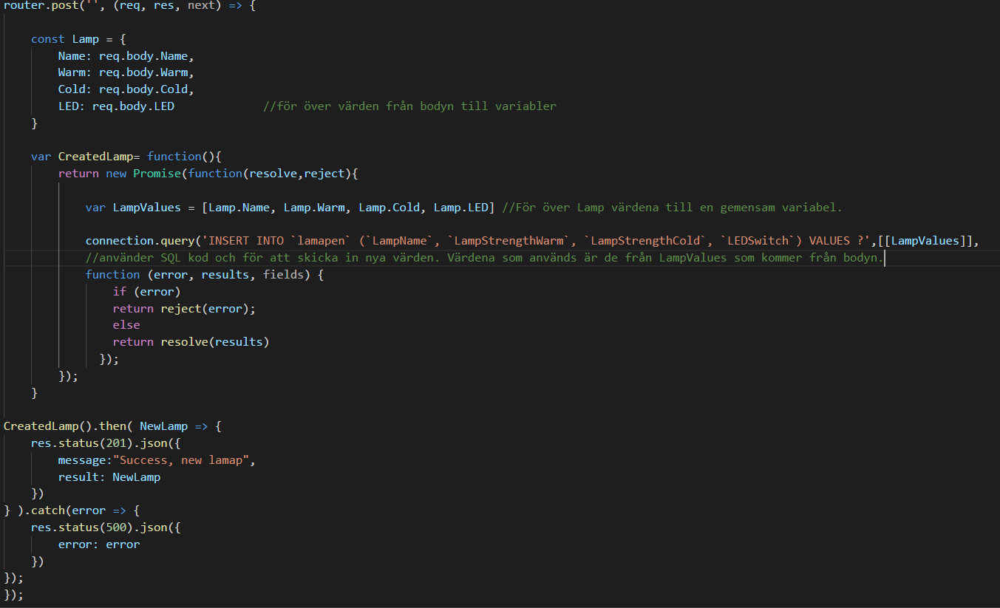 router.post('', (req, res, next) => {
const Lamp = {
Name: req.body.Name,
Warm: req.body.Warm,
Cold: req.body.Cold,
LED: req.body.LED //för över värden från bodyn till variabler
}
var CreatedLamp= function(){
return new Promise(function(resolve,reject){
var LampValues = [Lamp.Name, Lamp.Warm, Lamp.Cold, Lamp.LED] //För över Lamp värdena till en gemensam variabel.
connection.query('INSERT INTO `lamapen` (`LampName`, `LampStrengthWarm`, `LampStrengthCold`, `LEDSwitch`) VALUES ?',[[LampValues]],
//använder SQL kod och för att skicka in nya värden. Värdena som används är de från LampValues som kommer från bodyn.
function (error, results, fields) {
if (error)
return reject(error);
else
return resolve(results)
});
});
}
CreatedLamp().then( NewLamp => {
res.status(201).json({
message:"Success, new lamap",
result: NewLamp
})
} ).catch(error => {
res.status(500).json({
error: error
})
});
});